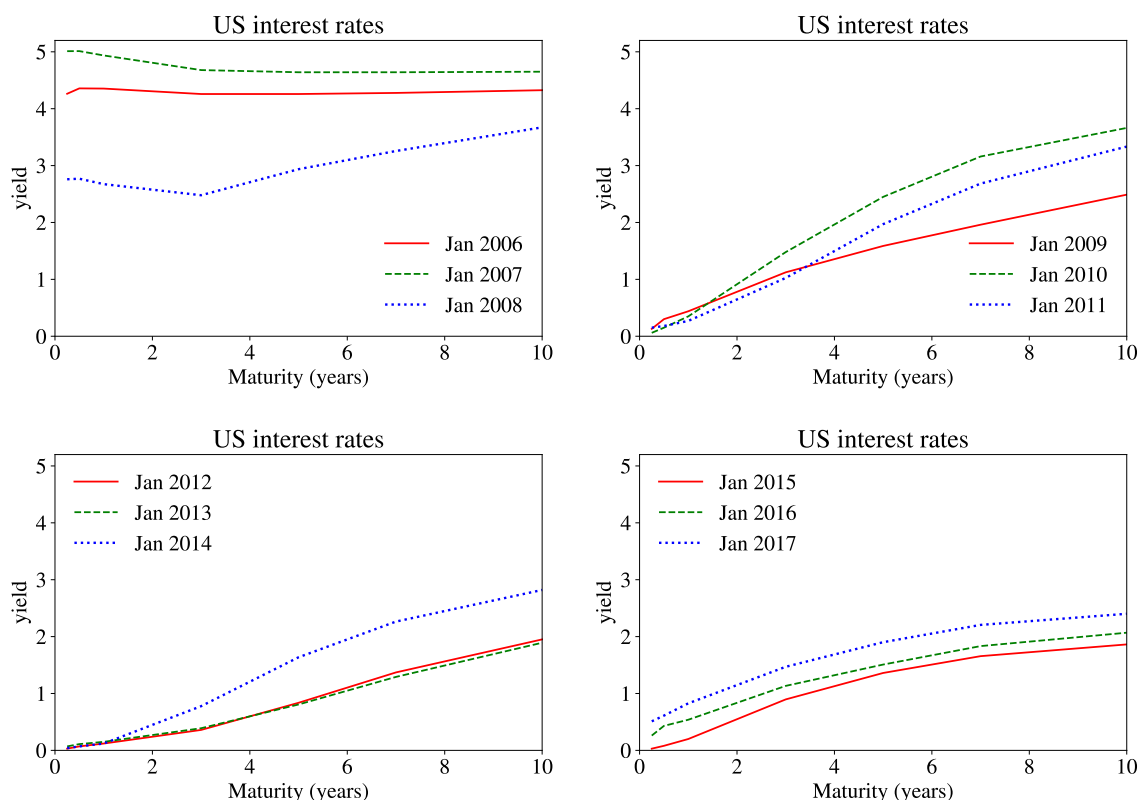 US interest rates
5
4
3
2
1
0
yield
Jan 2006
Jan 2007
Jan 2008
0 2 4 6 8 10
Maturity (years)
US interest rates
5
4
3
2
1
0
yield
Jan 2009
Jan 2010
Jan 2011
0 2 4 6 8 10
Maturity (years)
US interest rates
5
4
3
2
1
0
yield
Jan 2012
Jan 2013
Jan 2014
0 2 4 6 8 10
Maturity (years)
US interest rates
5
4
3
2
1
0
yield
Jan 2015
Jan 2016
Jan 2017
0 2 4 6 8 10
Maturity (years)